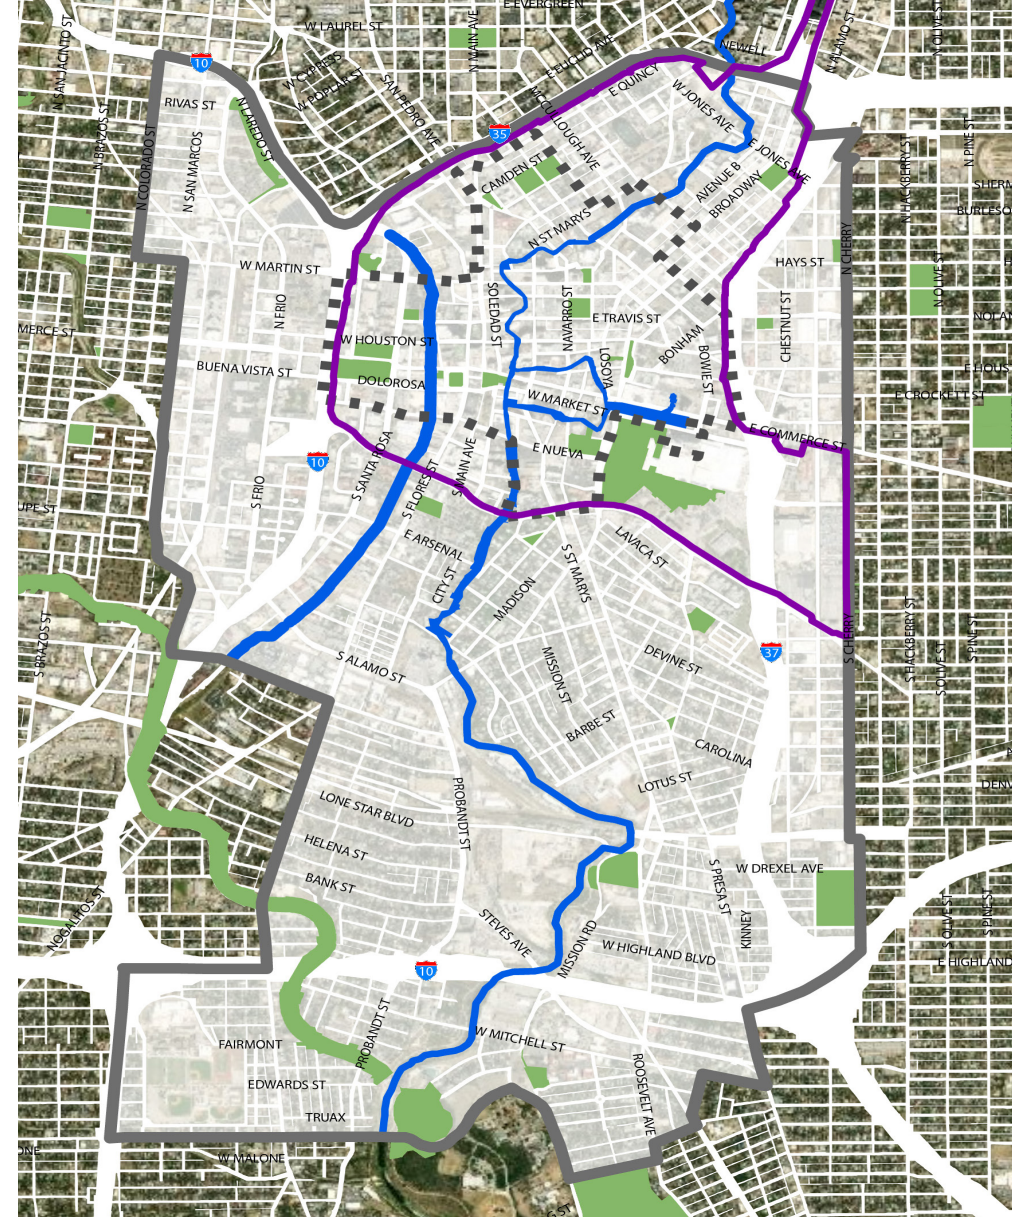 E EVERGREEN
W LAUREL ST
N SAN JACINTO ST
N MAIN AVE
E EUCLID AVE
NEWELL
N ALAMO ST
N OLIVE ST
10
W CYPRESS
W POPLAR ST
SAN PEDRO AVE
E QUINCY
W JONES AVE
RIVAS ST
N LAREDO ST
35
MCCULLOUGH AVE
E JONES AVE
N BRAZOS ST
N COLORADO ST
N SAN MARCOS
CAMDEN ST
AVENUE B
BROADWAY
N HACKBERRY ST
N PINE ST
SHERM
BURLESO
N ST MARYS
N CHERRY
W MARTIN ST
HAYS ST
N OLIVE ST
N FRIO
SOLEDAD ST
NAVARRO ST
E TRAVIS ST
CHESTNUT ST
NOLAN
MERCE ST
W HOUSTON ST
BONHAM
BOWIE ST
LOSOYA
BUENA VISTA ST
DOLOROSA
E HOUS
E CROCKETT ST
W MARKET ST
E COMMERCE ST
E NUEVA
10
S SANTA ROSA
S MAIN AVE
S FLORES ST
S FRIO
UPE ST
E ARSENAL
LAVACA ST
S ST MARYS
CITY ST
MADISON
S BRAZOS ST
S CHERRY
S HACKBERRY ST
S OLIVE ST
S PINE ST
37
S ALAMO ST
DEVINE ST
MISSION ST
BARBE ST
CAROLINA
LOTUS ST
DENV
LONE STAR BLVD
PROBANDT ST
HELENA ST
BANK ST
W DREXEL AVE
S PRESA ST
KINNEY
NOGALITOS ST
STEVES AVE
MISSION RD
W HIGHLAND BLVD
S OLIVE ST
S PINE ST
E HIGHLAND
10
PROBANDT ST
FAIRMONT
W MITCHELL ST
EDWARDS ST
ROOSEVELT AVE
TRUAX
ONE
W MALONE
G ST